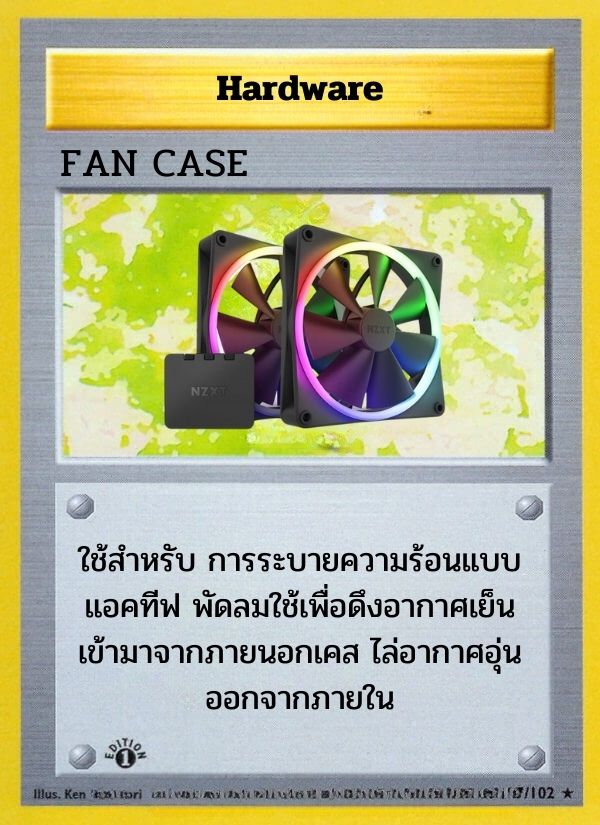 Hardware
FAN CASE
NZXT
NZXT
ใช้สำหรับ การระบายความร้อนแบบ
แอคทีฟ พัดลมใช้เพื่อดึงอากาศเย็น
เข้ามาจากภายนอกเคส ไล่อากาศอุ่น
ออกจากภายใน
EDITION
1
Illus. Ken
/102 ★